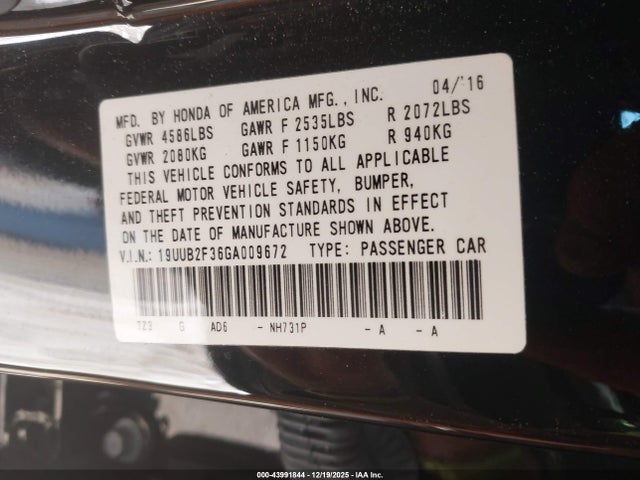 MFD. BY HONDA OF AMERICA MFG., INC. 04/'16
GVWR 4586LBS GAWR F 2535LBS R 2072LBS
GVWR 2080KG GAWR F 1150KG R 940KG
THIS VEHICLE CONFORMS TO ALL APPLICABLE
FEDERAL MOTOR VEHICLE SAFETY, BUMPER,
AND THEFT PREVENTION STANDARDS IN EFFECT
ON THE DATE OF MANUFACTURE SHOWN ABOVE.
V.I.N.: 19UUB2F36GA009672 TYPE: PASSENGER CAR
TZ3 G AD6 - NH731P - A - A
000-43991844 | 12/19/2025 | IAA Inc.